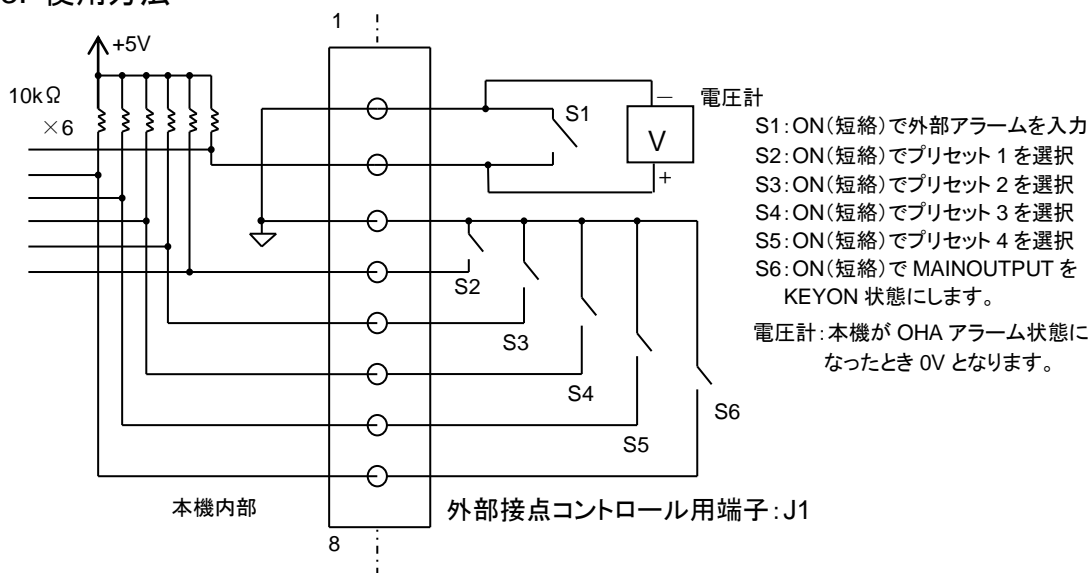 1
+5V
10kΩ
×6
S1
－
電圧計
V
+
S1:ON(短絡)で外部アラームを入力
S2:ON(短絡)でプリセット 1 を選択
S3:ON(短絡)でプリセット 2 を選択
S4:ON(短絡)でプリセット 3 を選択
S5:ON(短絡)でプリセット 4 を選択
S6:ON(短絡)で MAINOUTPUT を
KEYON 状態にします。
電圧計:本機が OHA アラーム状態に
なったとき 0V となります。
S2
S3
S4
S5
S6
本機内部
外部接点コントロール用端子:J1
8